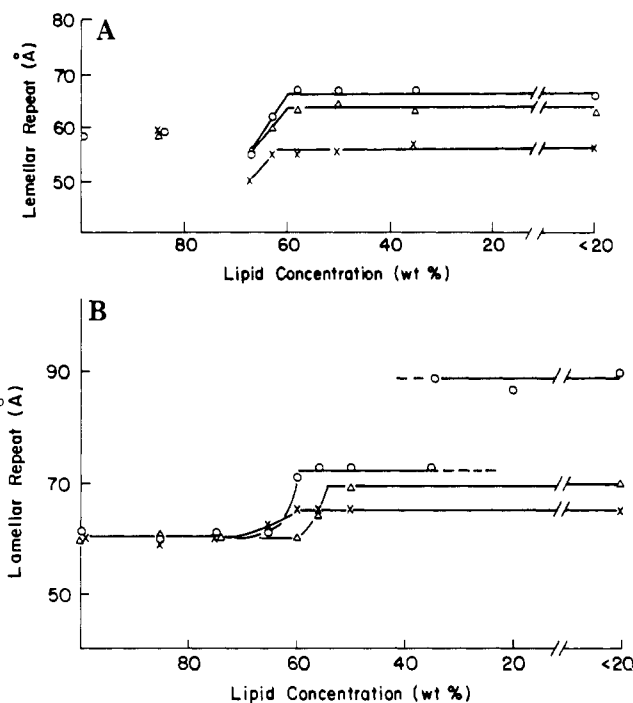 A
Lemellar Repeat (Å)
80
70
60
50
80
60
40
20
<20
Lipid Concentration (wt %)
B
Lamellar Repeat (Å)
90
70
50
80
60
40
20
<20
Lipid Concentration (wt %)